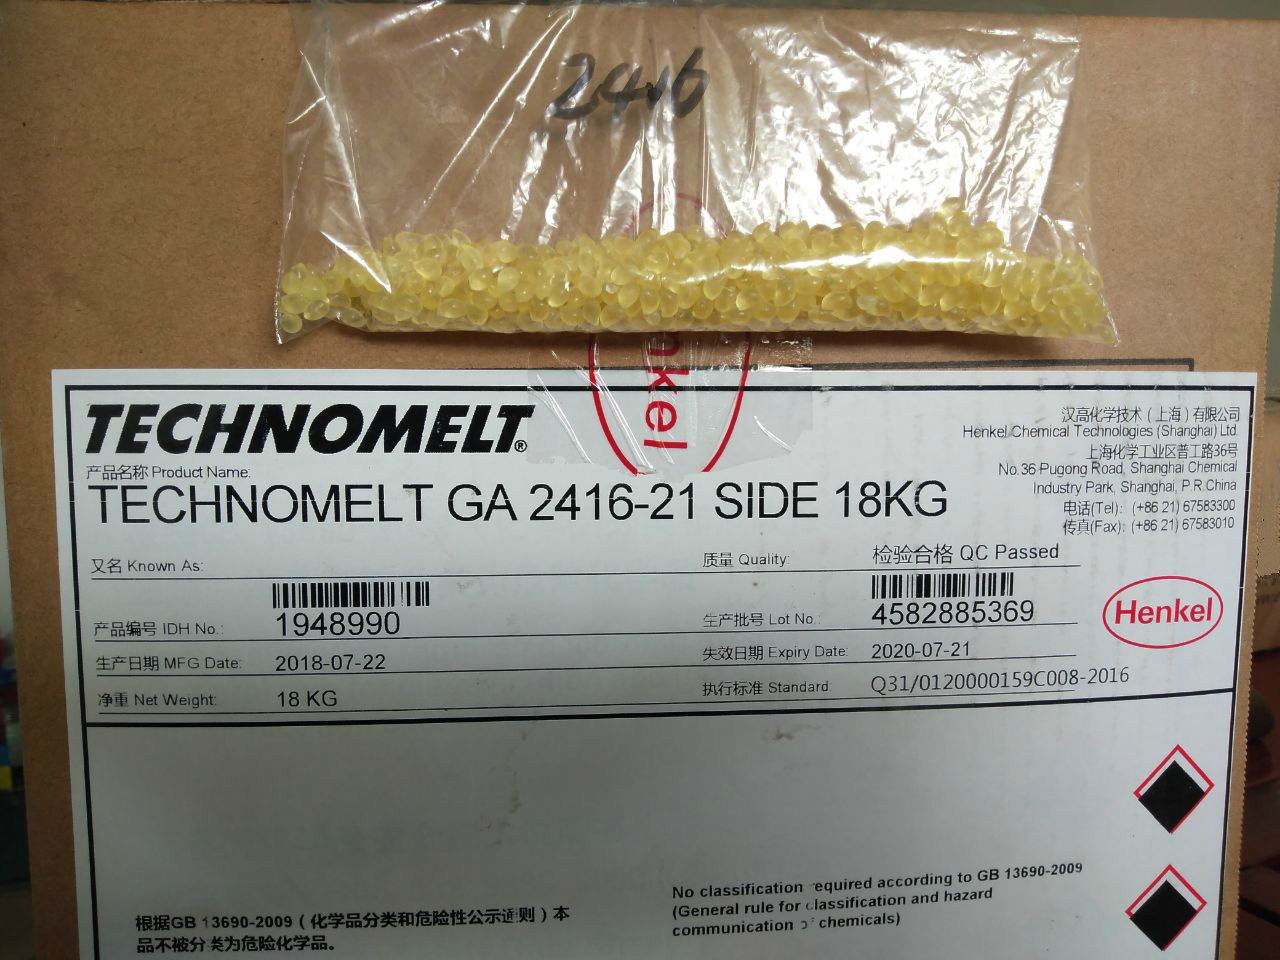 2416
nkel
TECHNOMELT®
产品名称 Product Name:
TECHNOMELT GA 2416-21 SIDE 18KG
汉高化学技术（上海）有限公司
Henkel Chemical Technologies (Shanghai) Ltd.
上海化学工业区普工路36号
No.36 Pugong Road, Shanghai Chemical
Industry Park, Shanghai, P.R.China
电话(Tel): (+86 21) 67583300
传真(Fax): (+86 21) 67583010
又名 Known As:
质量 Quality: 检验合格 QC Passed
产品编号 IDH No.: 1948990
生产批号 Lot No.: 4582885369
Henkel
生产日期 MFG Date: 2018-07-22
失效日期 Expiry Date: 2020-07-21
净重 Net Weight: 18 KG
执行标准 Standard: Q31/0120000159C008-2016
根据GB 13690-2009（化学品分类和危险性公示通则）本
品不被分类为危险化学品。
No classification required according to GB 13690-2009
(General rule for classification and hazard
communication of chemicals)